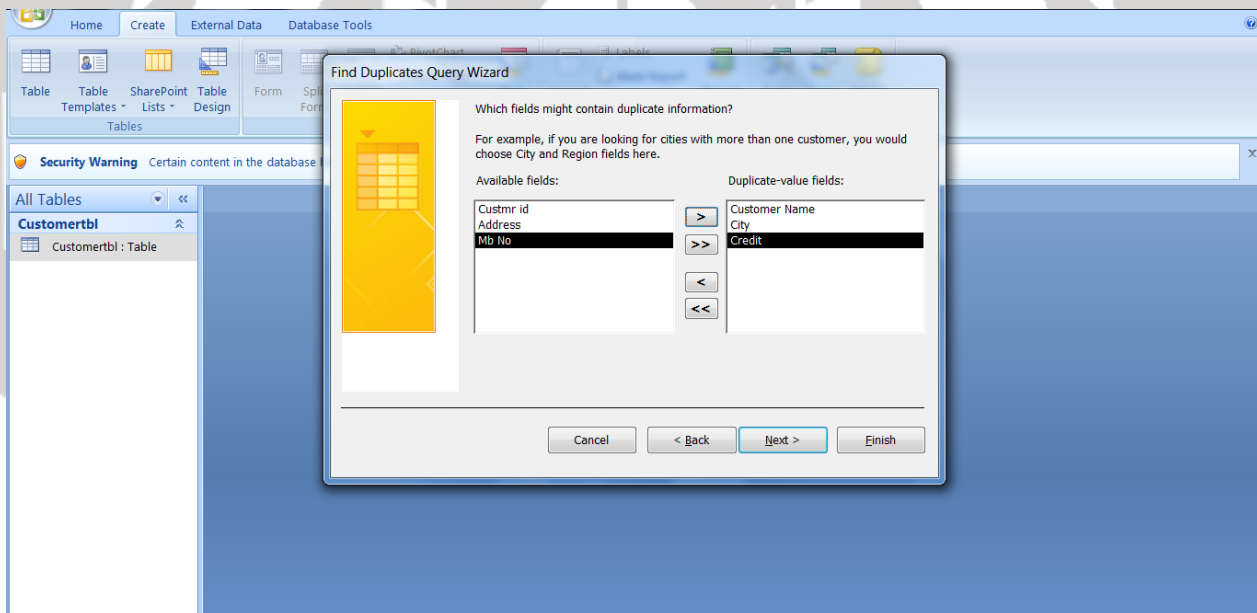 Home Create External Data Database Tools
PivotChart
Labels
Blank Report
Table
Table Templates
SharePoint Lists
Table Design
Form
Tables
Security Warning Certain content in the database
All Tables
Customertbl
Customertbl : Table
Find Duplicates Query Wizard
Which fields might contain duplicate information?
For example, if you are looking for cities with more than one customer, you would
choose City and Region fields here.
Available fields:
Custmr id
Address
Mb No
>
>>
<
<<
Duplicate-value fields:
Customer Name
City
Credit
Cancel
< Back
Next >
Finish